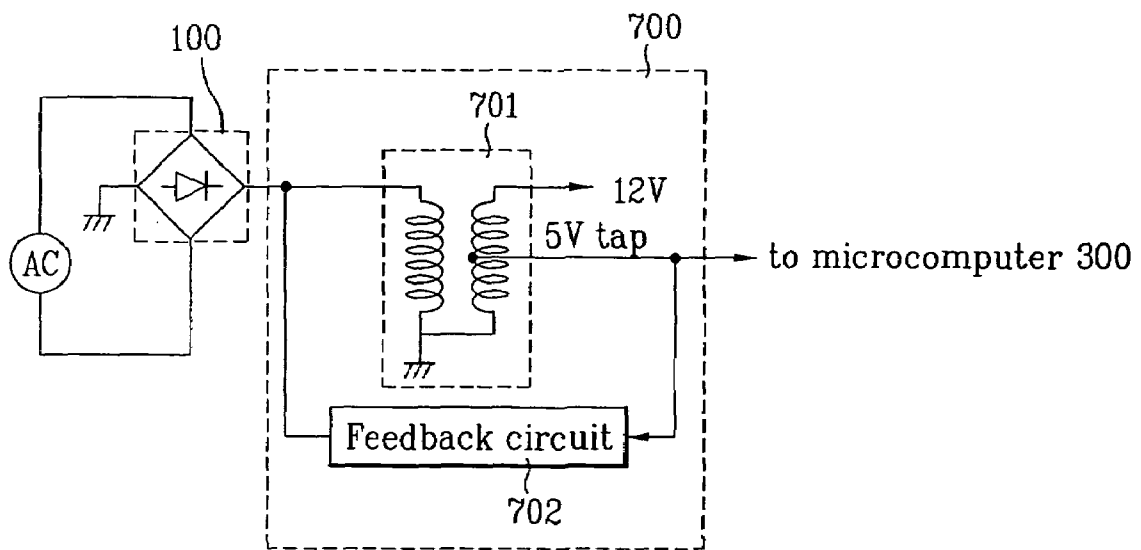 700
100
701
12V
5V tap
AC
to microcomputer 300
Feedback circuit
702